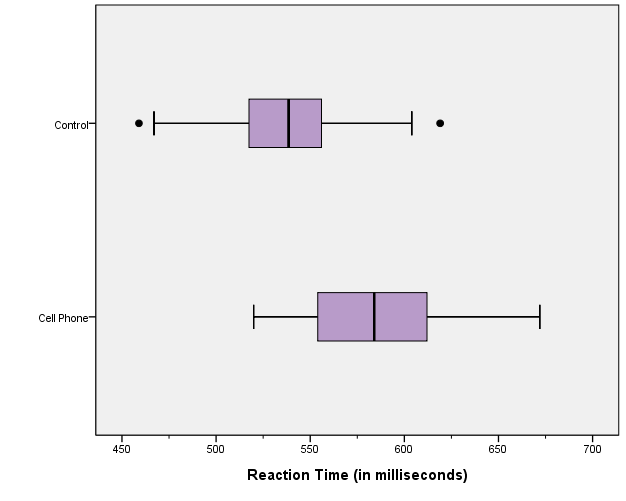 Control
Cell Phone
450 500 550 600 650 700
Reaction Time (in milliseconds)